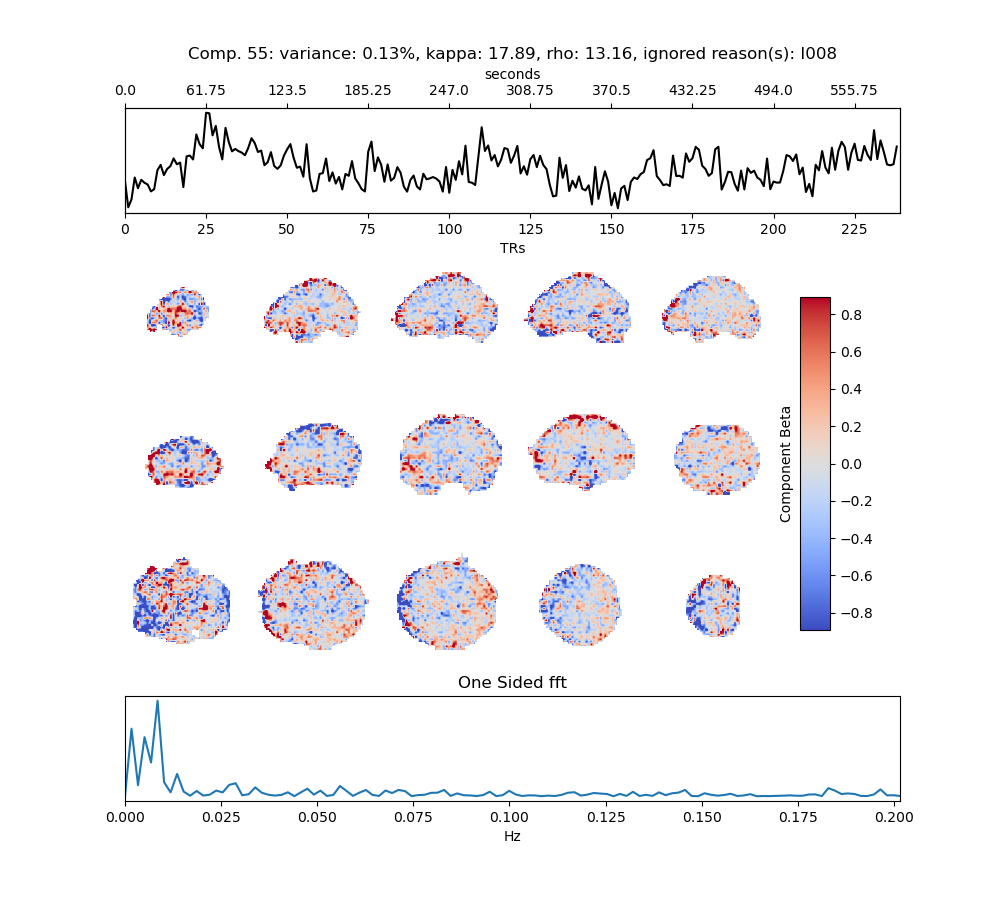 Comp. 55: variance: 0.13%, kappa: 17.89, rho: 13.16, ignored reason(s): I008
seconds
0.0 61.75 123.5 185.25 247.0 308.75 370.5 432.25 494.0 555.75
0 25 50 75 100 125 150 175 200 225
TRs
Component Beta
0.8
0.6
0.4
0.2
0.0
−0.2
−0.4
−0.6
−0.8
One Sided fft
0.000 0.025 0.050 0.075 0.100 0.125 0.150 0.175 0.200
Hz